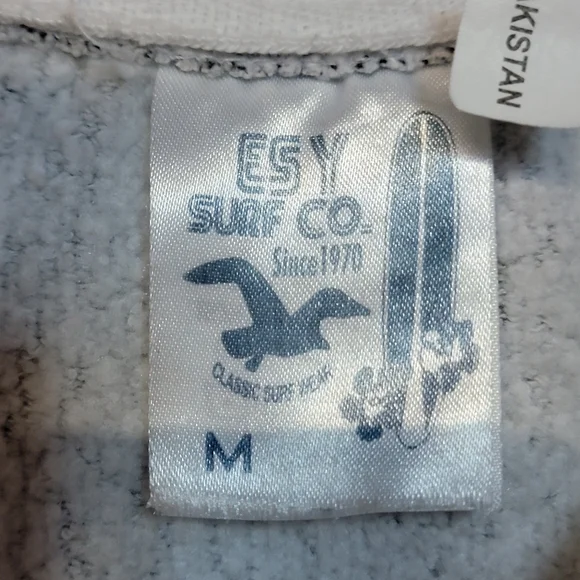 KISTAN
ESY
SURF CO.
Since1970
CLASSIC SURF WEAR
M